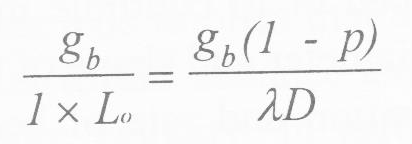 g_b / (1 × L_o) = g_b(1 - p) / λD